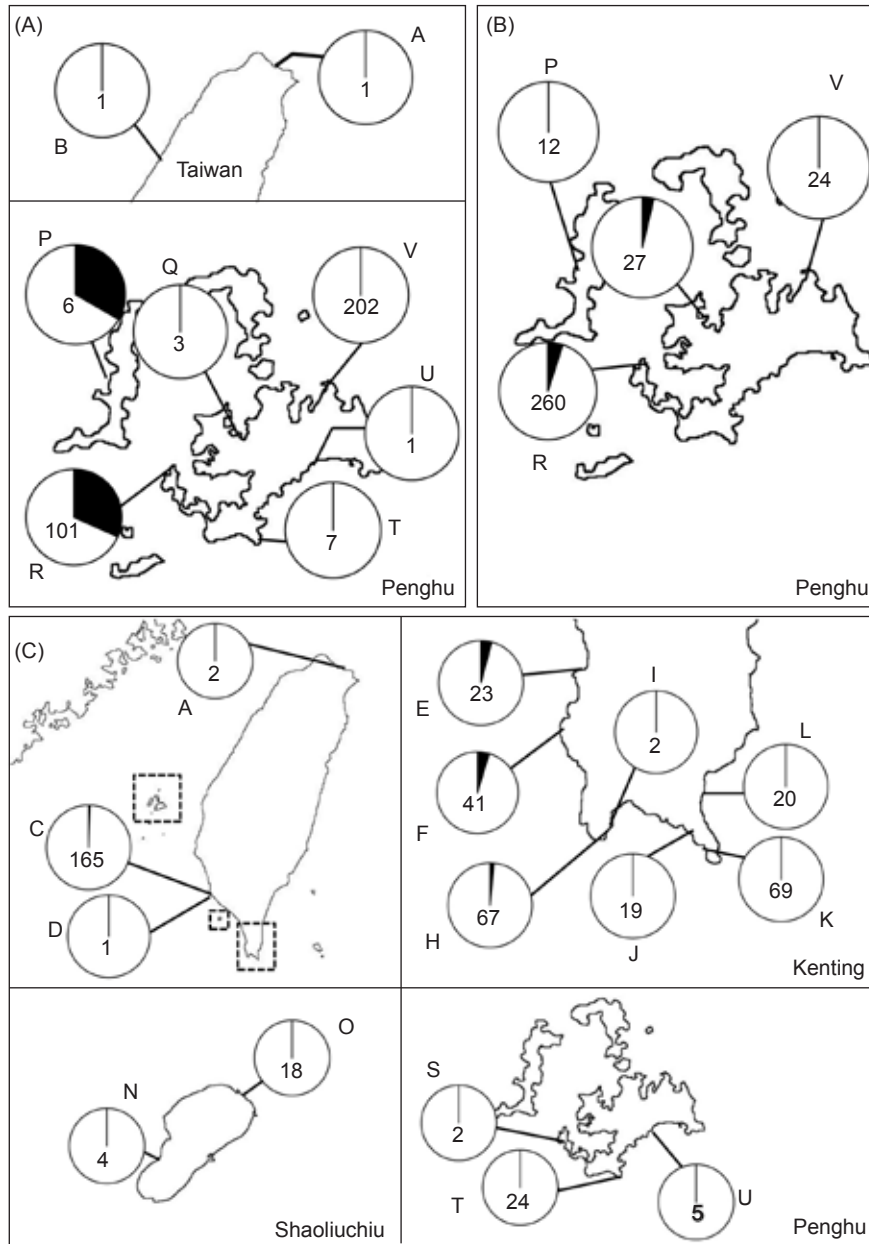 (A)
A
1
1
B
Taiwan
P
Q
V
6
3
202
U
1
101
7
T
R
Penghu
(B)
P
V
12
24
27
260
R
Penghu
(C)
2
A
C
165
D
1
E
23
I
2
L
20
F
41
H
67
19
J
69
K
Kenting
O
18
N
4
Shaoliuchiu
S
2
T
24
5
U
Penghu